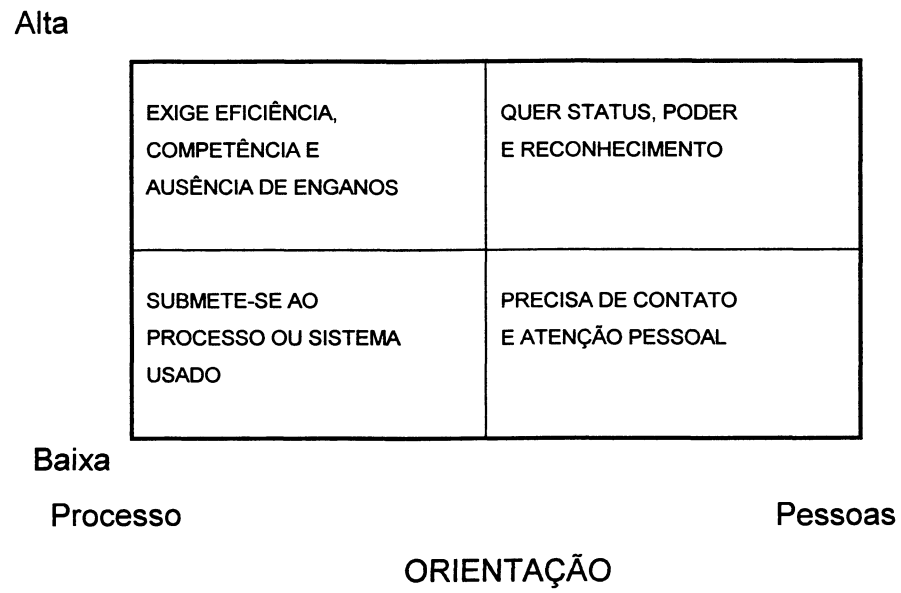 Alta
EXIGE EFICIÊNCIA,
COMPETÊNCIA E
AUSÊNCIA DE ENGANOS
QUER STATUS, PODER
E RECONHECIMENTO
SUBMETE-SE AO
PROCESSO OU SISTEMA
USADO
PRECISA DE CONTATO
E ATENÇÃO PESSOAL
Baixa
Processo
Pessoas
ORIENTAÇÃO